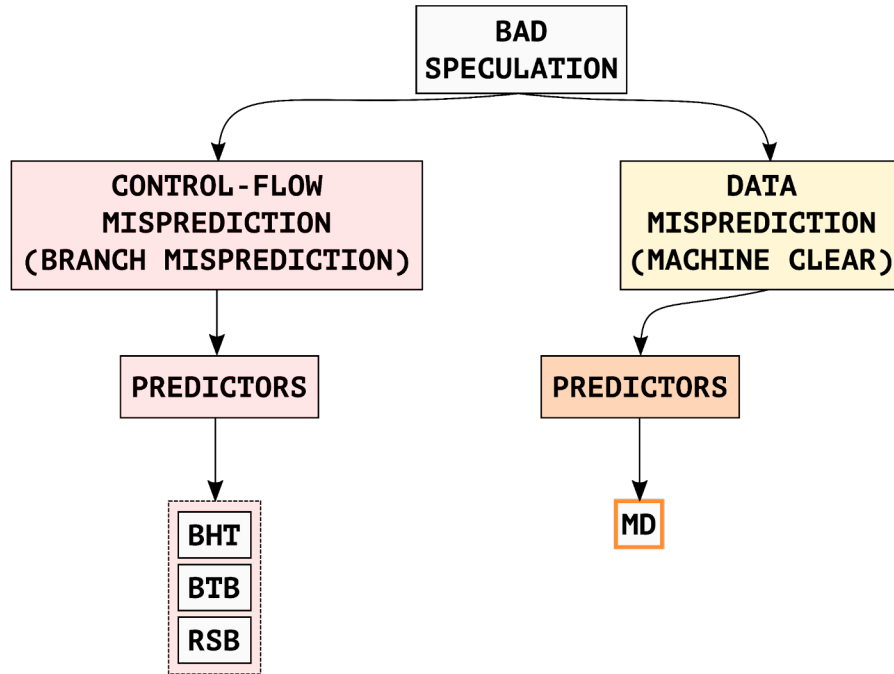 BAD
SPECULATION
CONTROL-FLOW
MISPREDICTION
(BRANCH MISPREDICTION)
DATA
MISPREDICTION
(MACHINE CLEAR)
PREDICTORS
PREDICTORS
BHT
BTB
RSB
MD